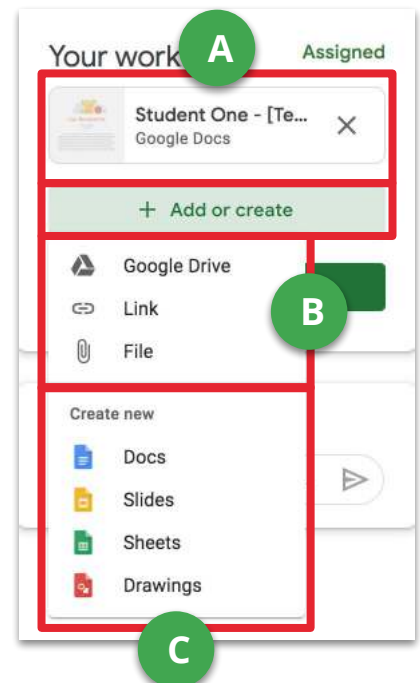 Your work
A
Assigned
Student One - [Te...
Google Docs
+ Add or create
Google Drive
Link
B
File
Create new
Docs
Slides
Sheets
Drawings
C